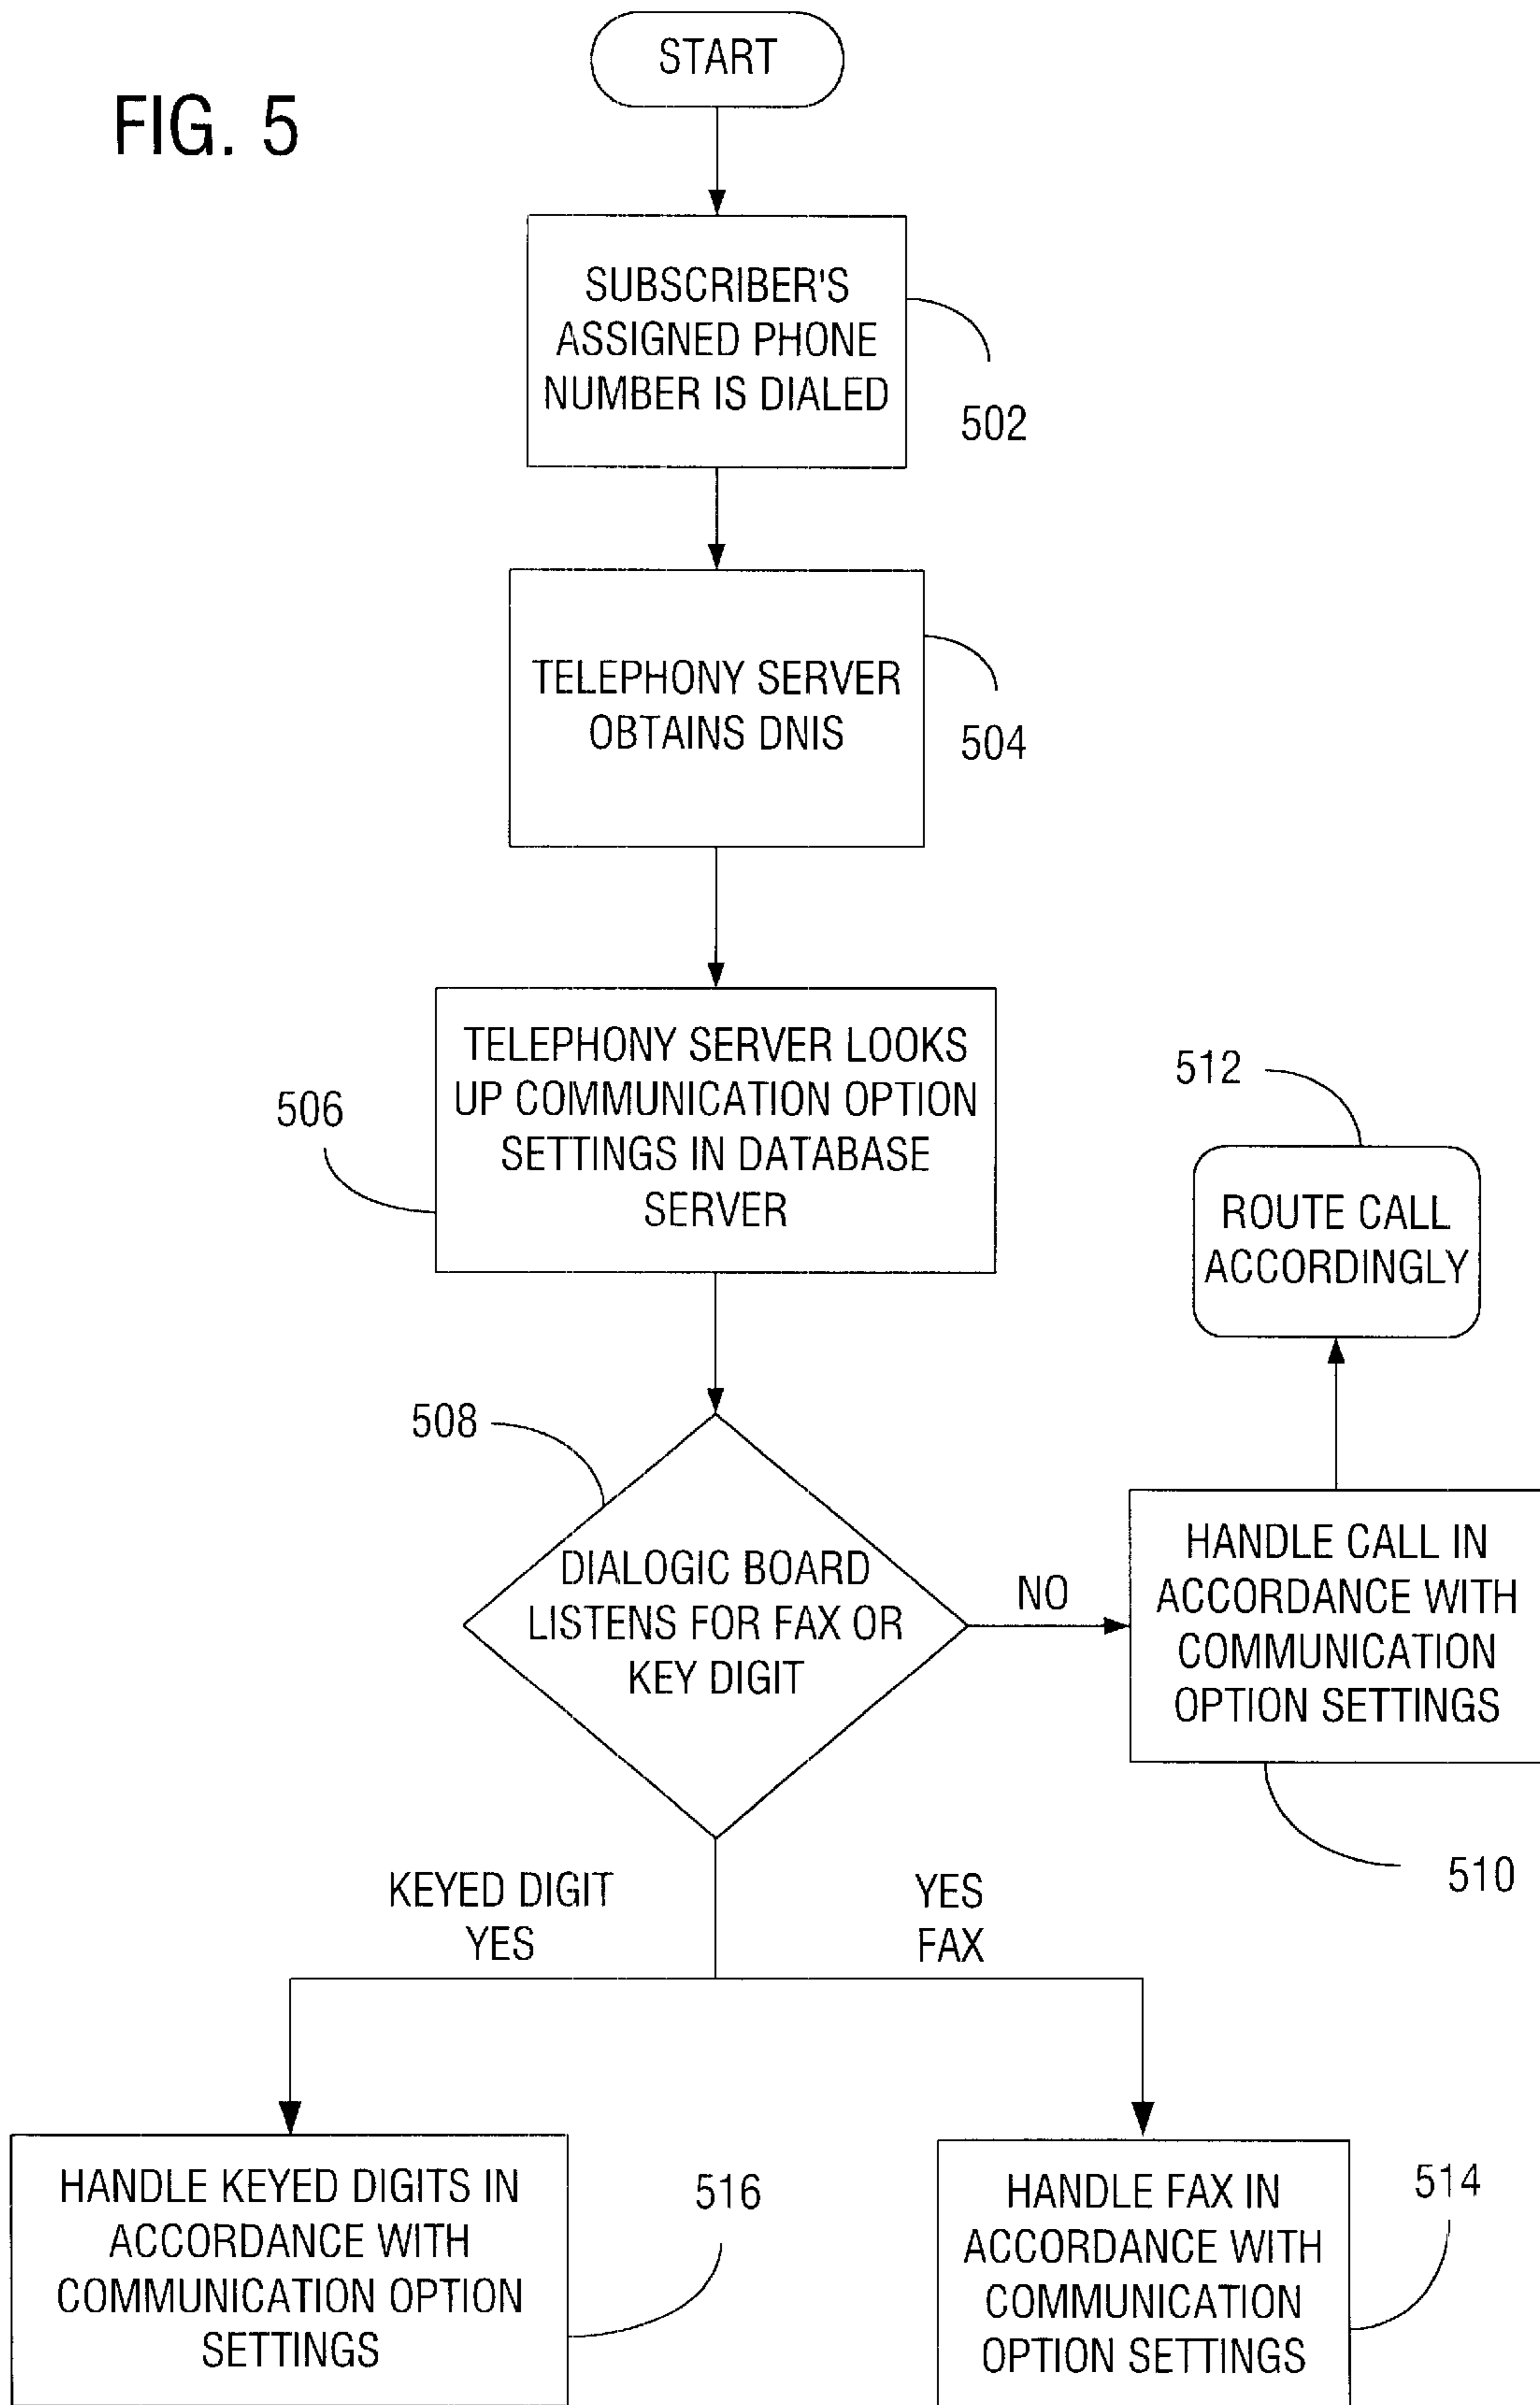 FIG. 5
START
SUBSCRIBER'S
ASSIGNED PHONE
NUMBER IS DIALED
502
TELEPHONY SERVER
OBTAINS DNIS
504
TELEPHONY SERVER LOOKS
UP COMMUNICATION OPTION
SETTINGS IN DATABASE
SERVER
506
512
ROUTE CALL
ACCORDINGLY
508
DIALOGIC BOARD
LISTENS FOR FAX OR
KEY DIGIT
NO
HANDLE CALL IN
ACCORDANCE WITH
COMMUNICATION
OPTION SETTINGS
510
KEYED DIGIT
YES
YES
FAX
HANDLE KEYED DIGITS IN
ACCORDANCE WITH
COMMUNICATION OPTION
SETTINGS
516
HANDLE FAX IN
ACCORDANCE WITH
COMMUNICATION
OPTION SETTINGS
514